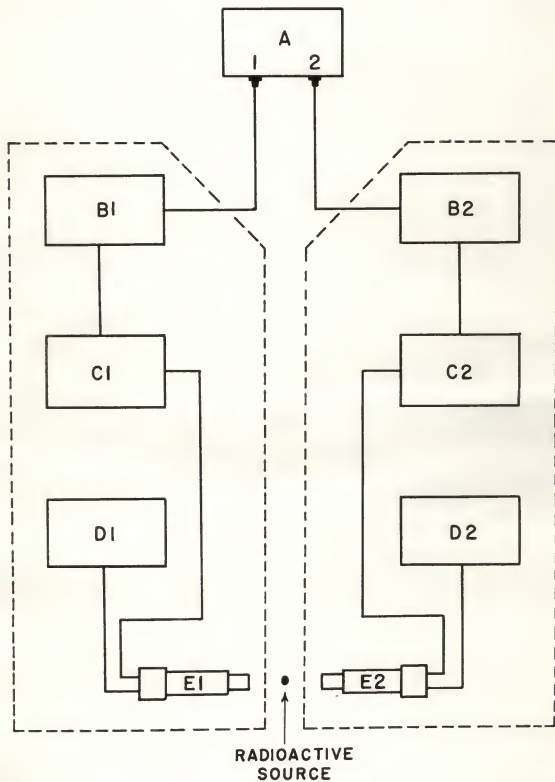 A
1 2
B1 B2
C1 C2
D1 D2
E1 E2
RADIOACTIVE
SOURCE